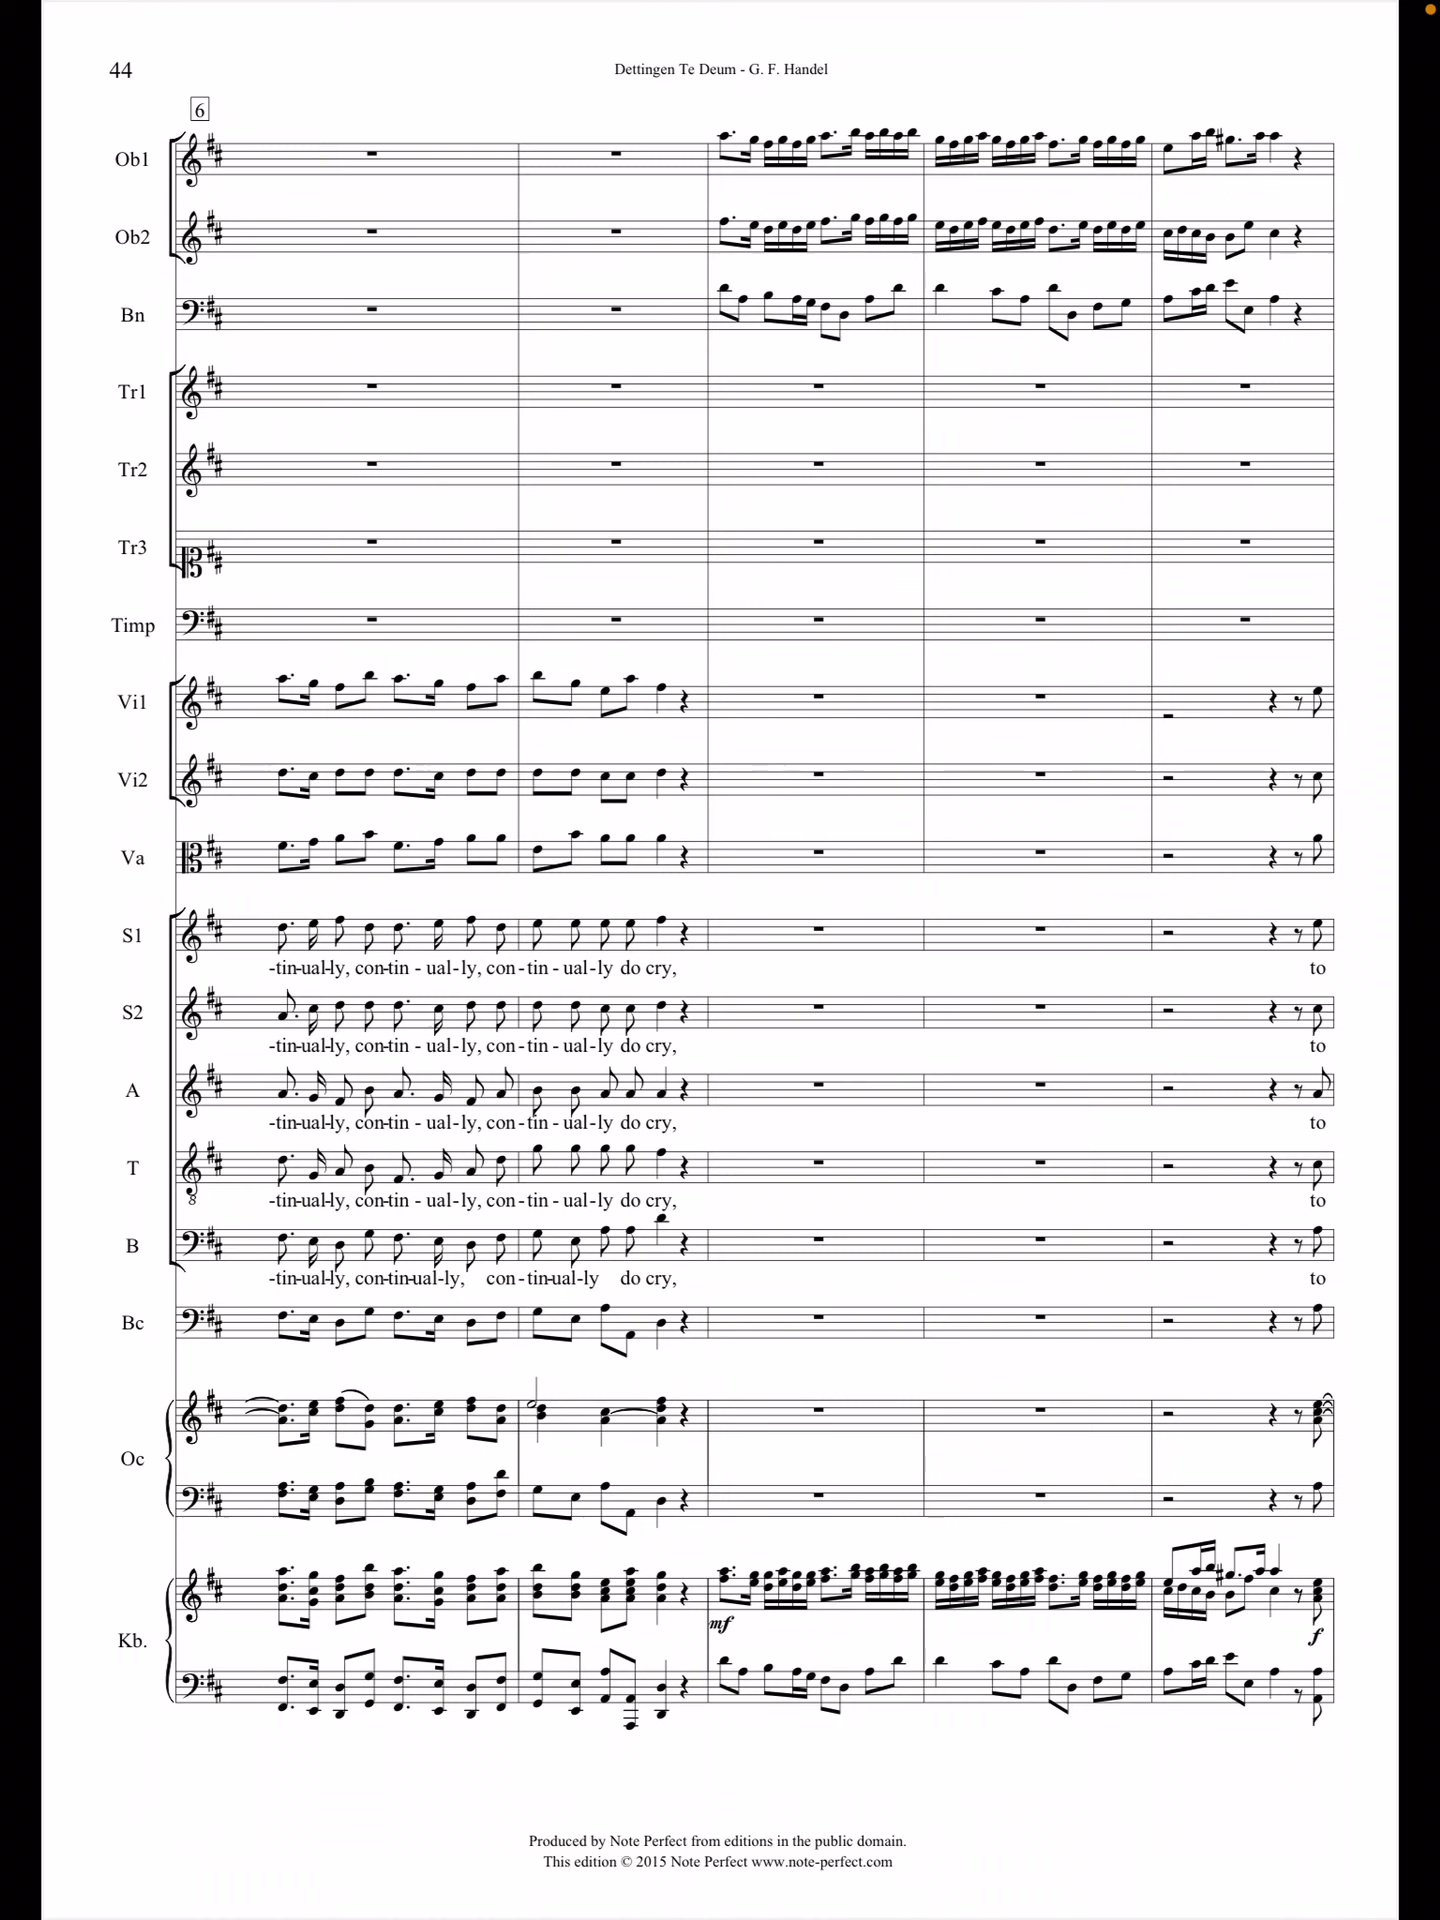 44
Dettingen Te Deum - G. F. Handel
6
Ob1
Ob2
Bn
Tr1
Tr2
Tr3
Timp
Vi1
Vi2
Va
S1
-tin-ual-ly, con-tin - ual-ly, con-tin - ual-ly do cry, to
S2
-tin-ual-ly, con-tin - ual-ly, con-tin - ual-ly do cry, to
A
-tin-ual-ly, con-tin - ual-ly, con-tin - ual-ly do cry, to
T
8
-tin-ual-ly, con-tin - ual-ly, con-tin - ual-ly do cry, to
B
-tin-ual-ly, con-tin-ual-ly, con-tin-ual-ly do cry, to
Bc
Oc
Kb.
mf
f
Produced by Note Perfect from editions in the public domain.
This edition © 2015 Note Perfect www.note-perfect.com